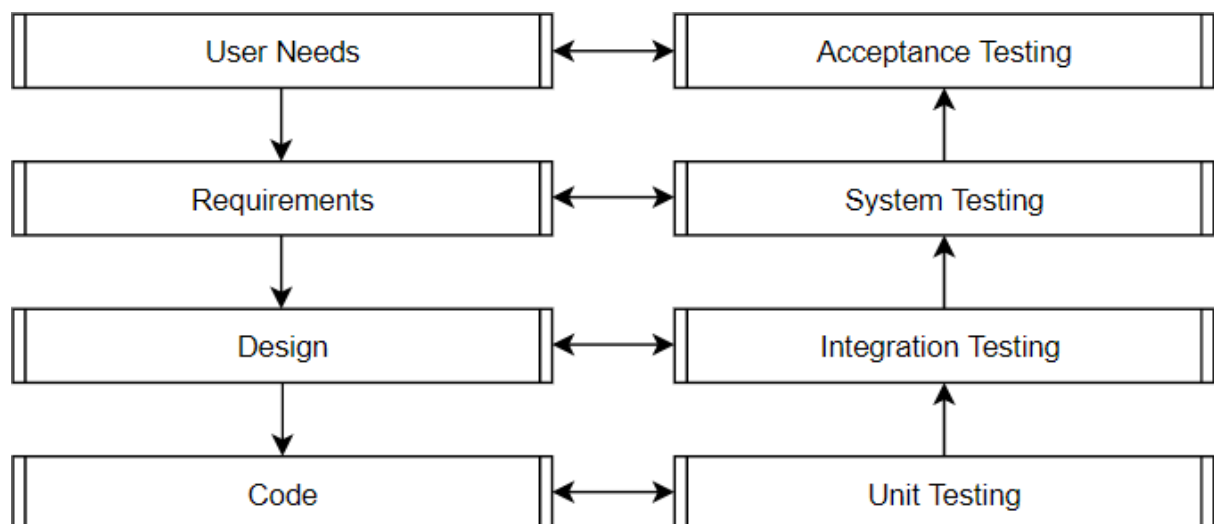 User Needs
Acceptance Testing
Requirements
System Testing
Design
Integration Testing
Code
Unit Testing